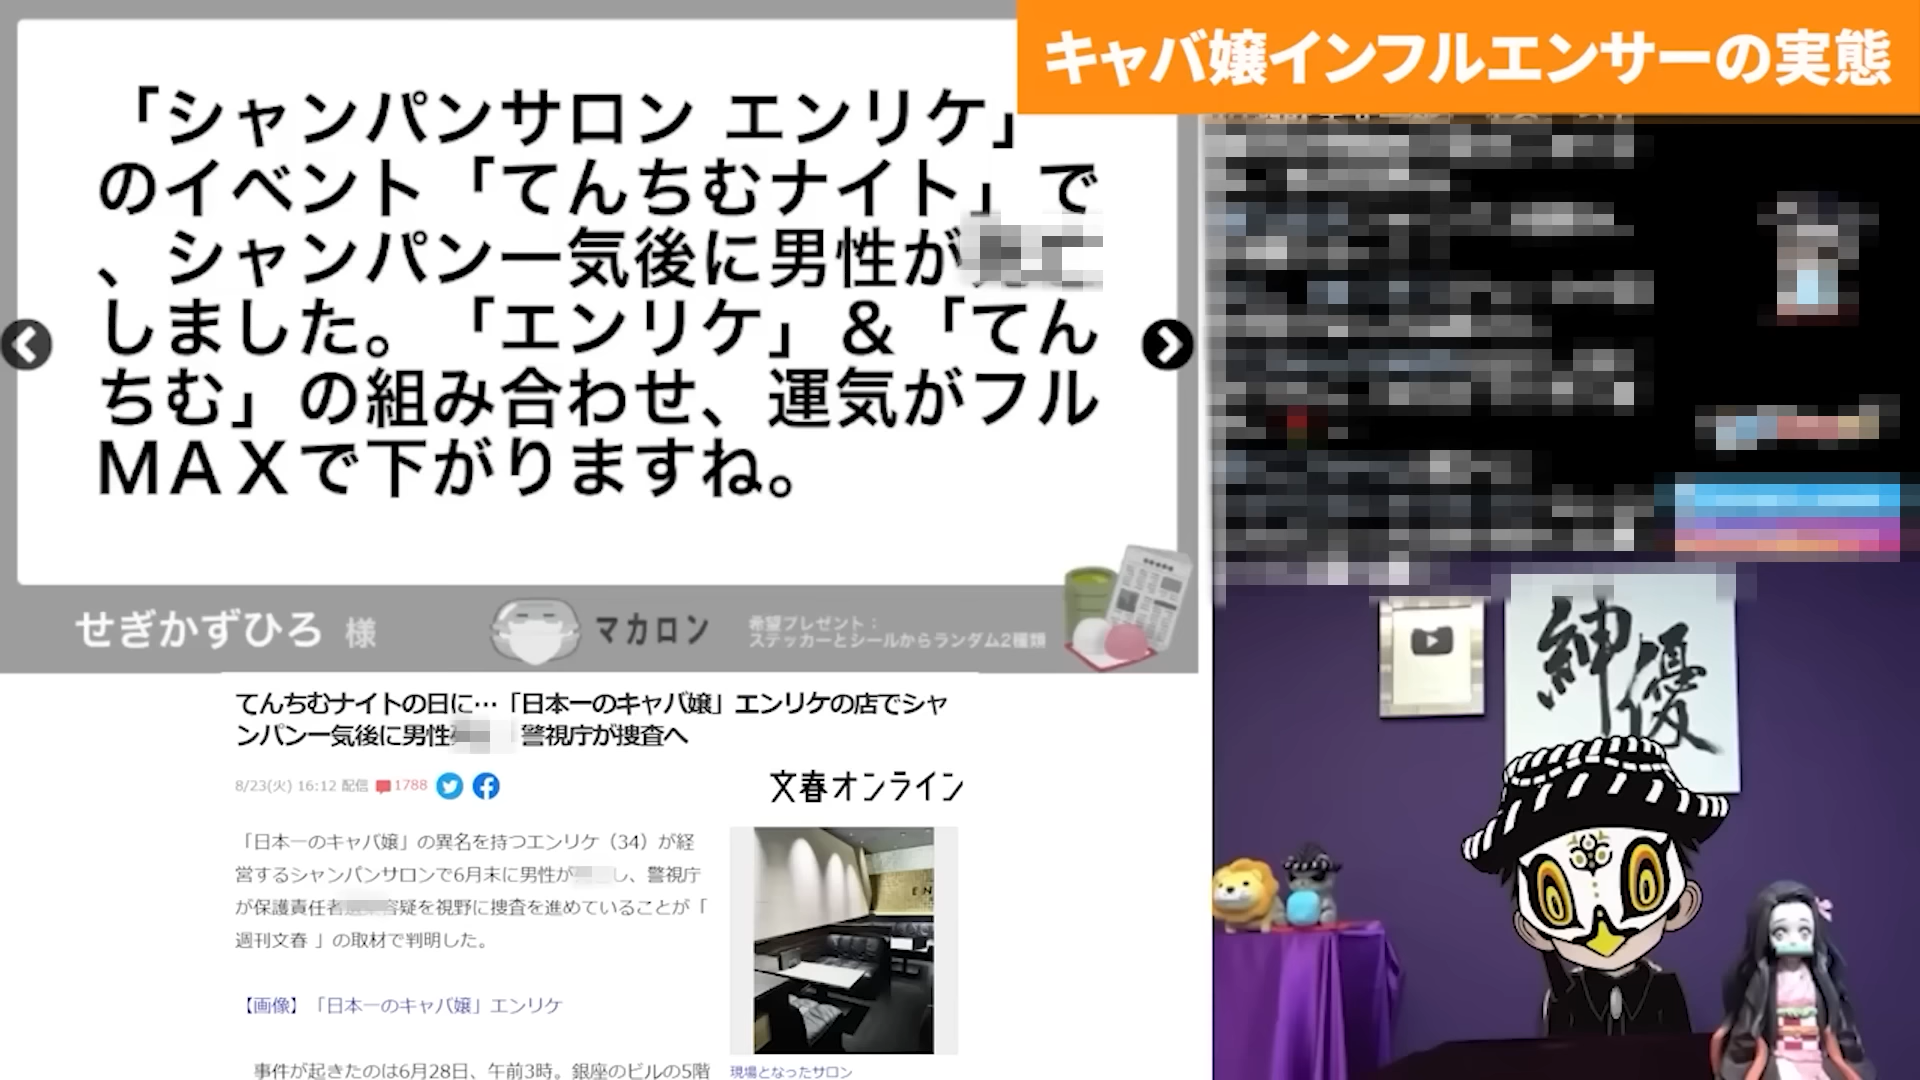 キャバ嬢インフルエンサーの実態
「シャンパンサロン エンリケ」
のイベント「てんちむナイト」で
、シャンパン一気後に男性が
しました。「エンリケ」＆「てん
ちむ」の組み合わせ、運気がフル
ＭＡＸで下がりますね。
せぎかずひろ 様
マカロン
希望プレゼント：
ステッカーとシールからランダム2種類
てんちむナイトの日に…「日本一のキャバ嬢」エンリケの店でシャ
ンパン一気後に男性 警視庁が捜査へ
8/23(火) 16:12 配信 1788
文春オンライン
「日本一のキャバ嬢」の異名を持つエンリケ（34）が経
営するシャンパンサロンで6月末に男性が し、警視庁
が保護責任者 容疑を視野に捜査を進めていることが「
週刊文春 」の取材で判明した。
【画像】「日本一のキャバ嬢」エンリケ
事件が起きたのは6月28日、午前3時。銀座のビルの5階
現場となったサロン
EN
紳
優